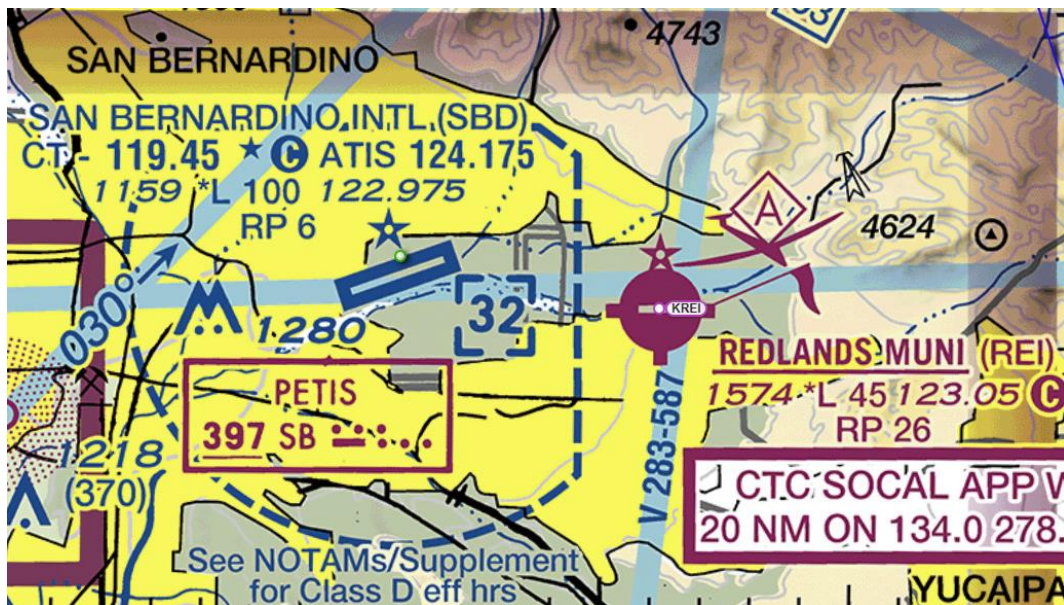 4743
SAN BERNARDINO
SAN BERNARDINO INTL (SBD)
CT - 119.45 ★ C ATIS 124.175
1159 *L 100 122.975
RP 6
A
4624
030°
32
KREI
1280
REDLANDS MUNI (REI)
1574 *L 45 123.05 C
RP 26
PETIS
397 SB
V 283-587
1218
(370)
CTC SOCAL APP
20 NM ON 134.0 278.
See NOTAMs/Supplement
for Class D eff hrs
YUCAIPA